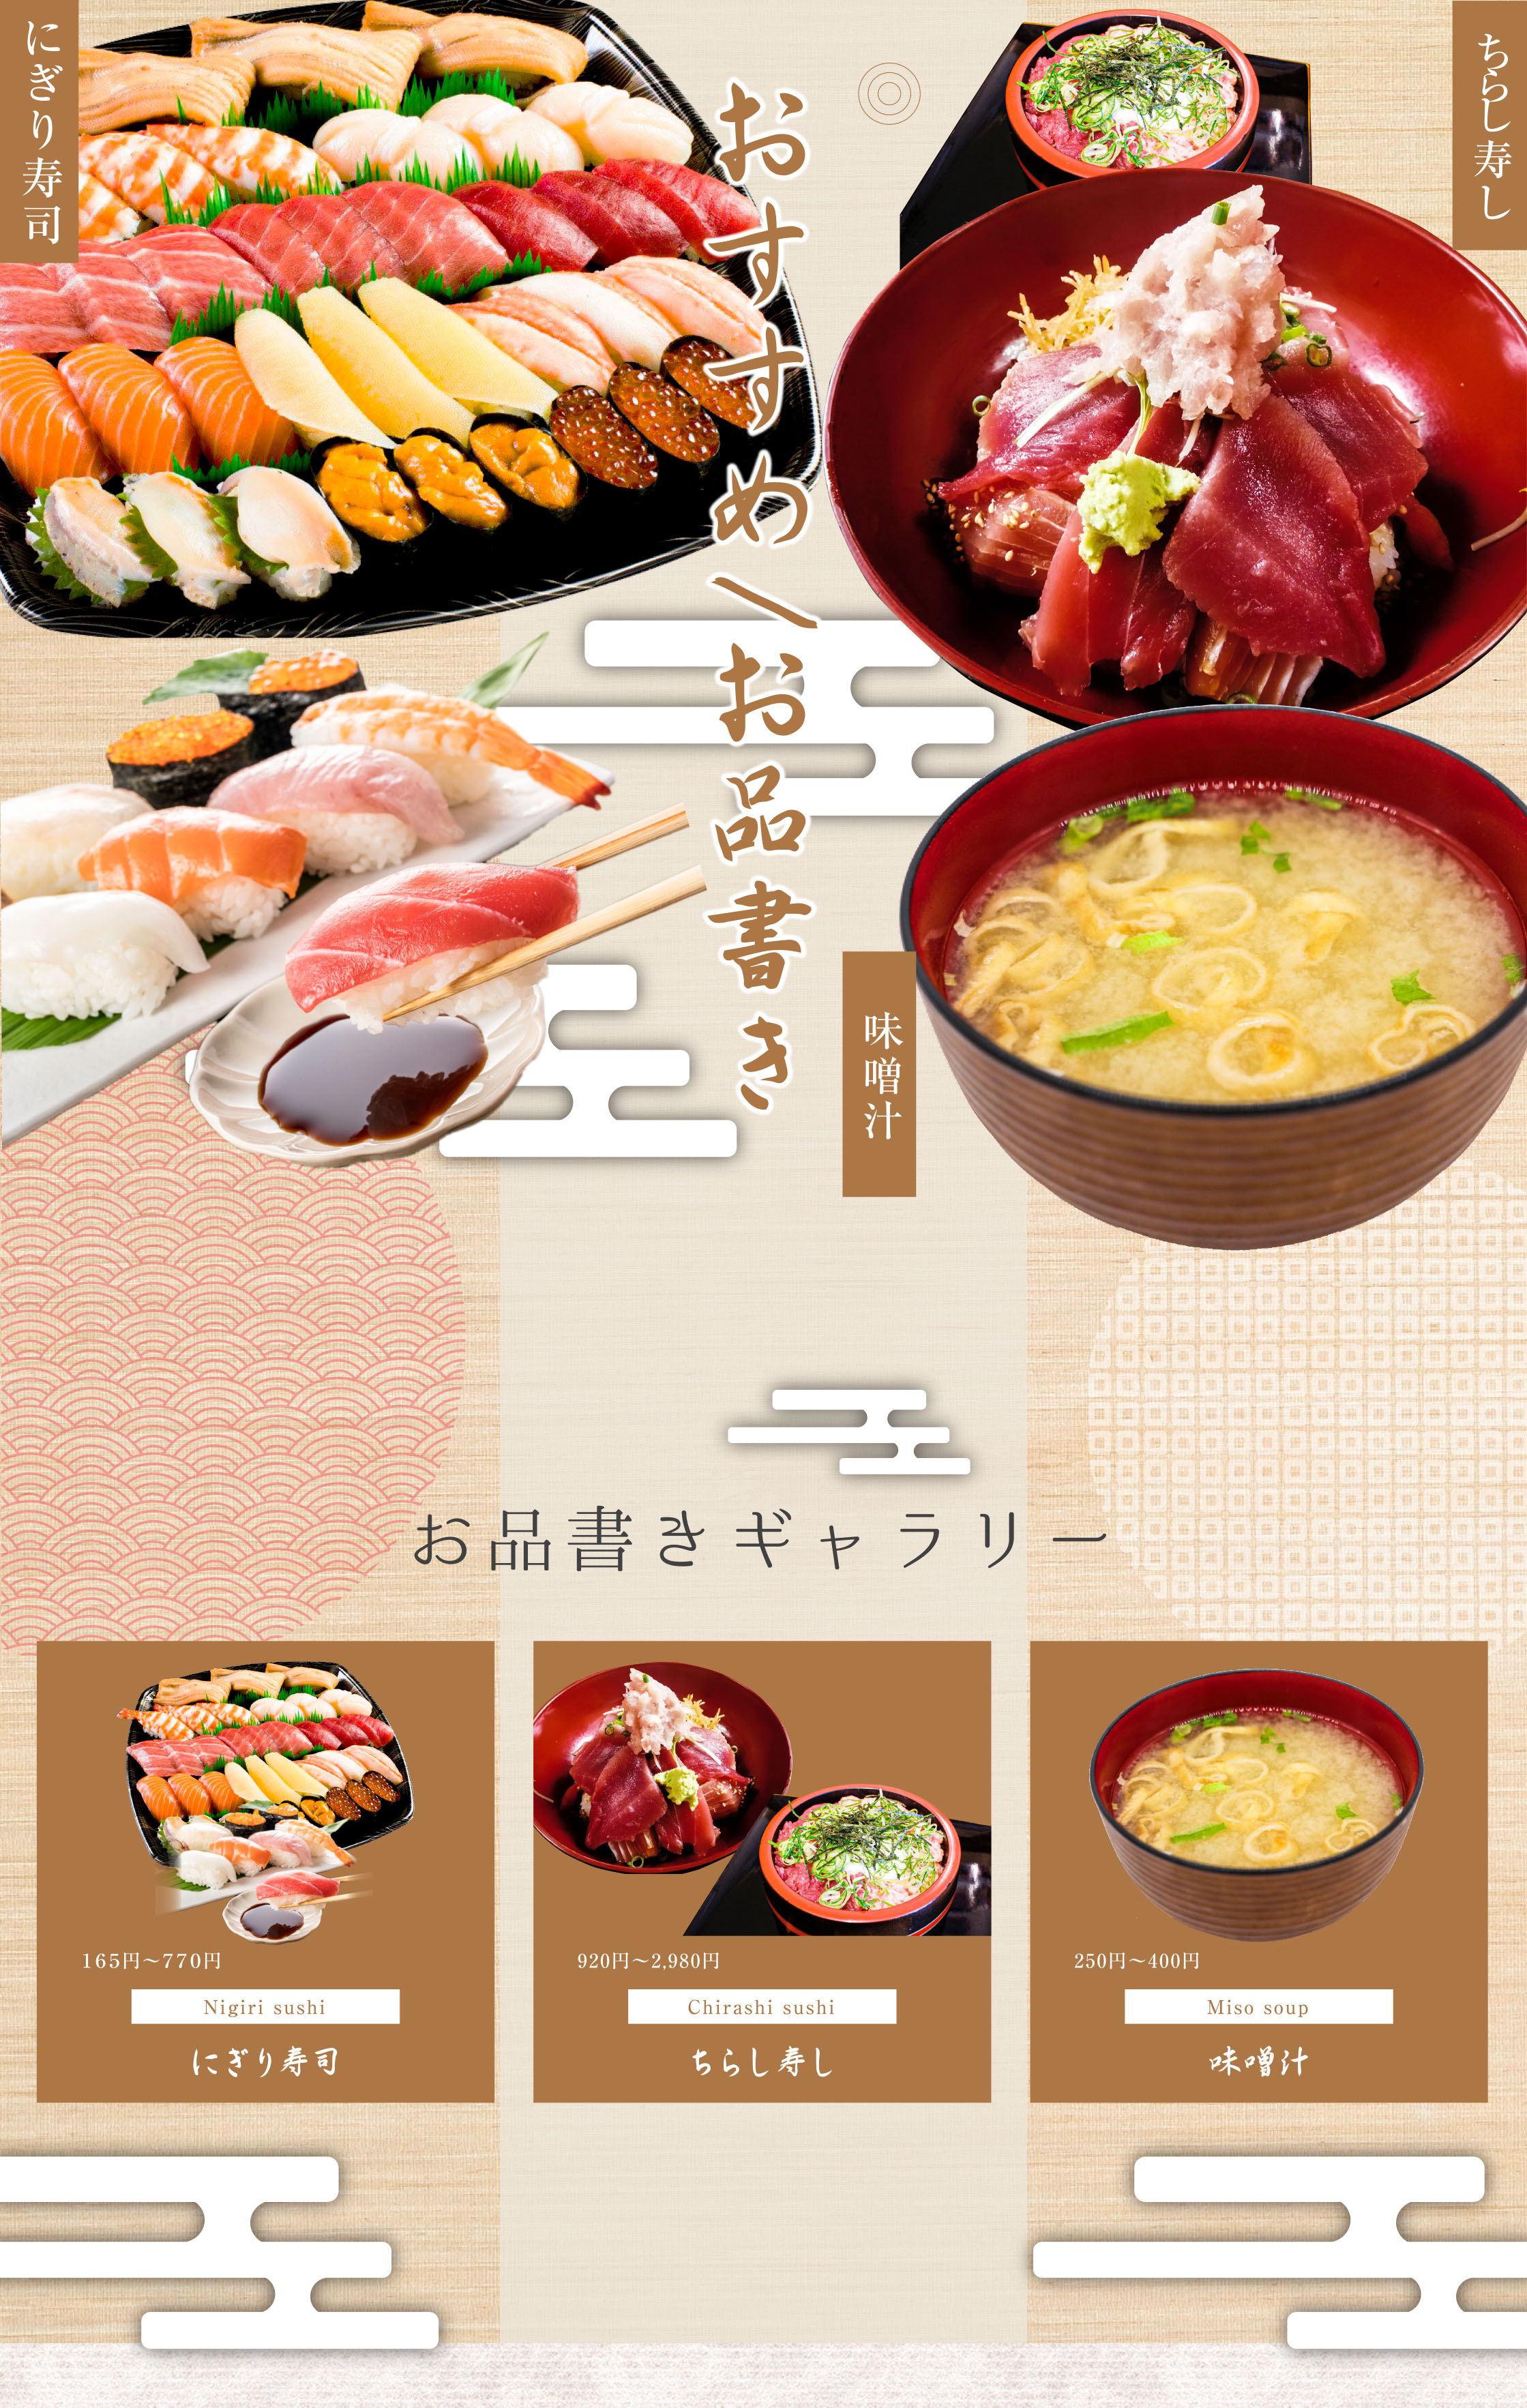 にぎり寿司
おすすめ〱お品書き
ちらし寿し
味噌汁
お品書きギャラリー
165円～770円
Nigiri sushi
にぎり寿司
920円～2,980円
Chirashi sushi
ちらし寿し
250円～400円
Miso soup
味噌汁